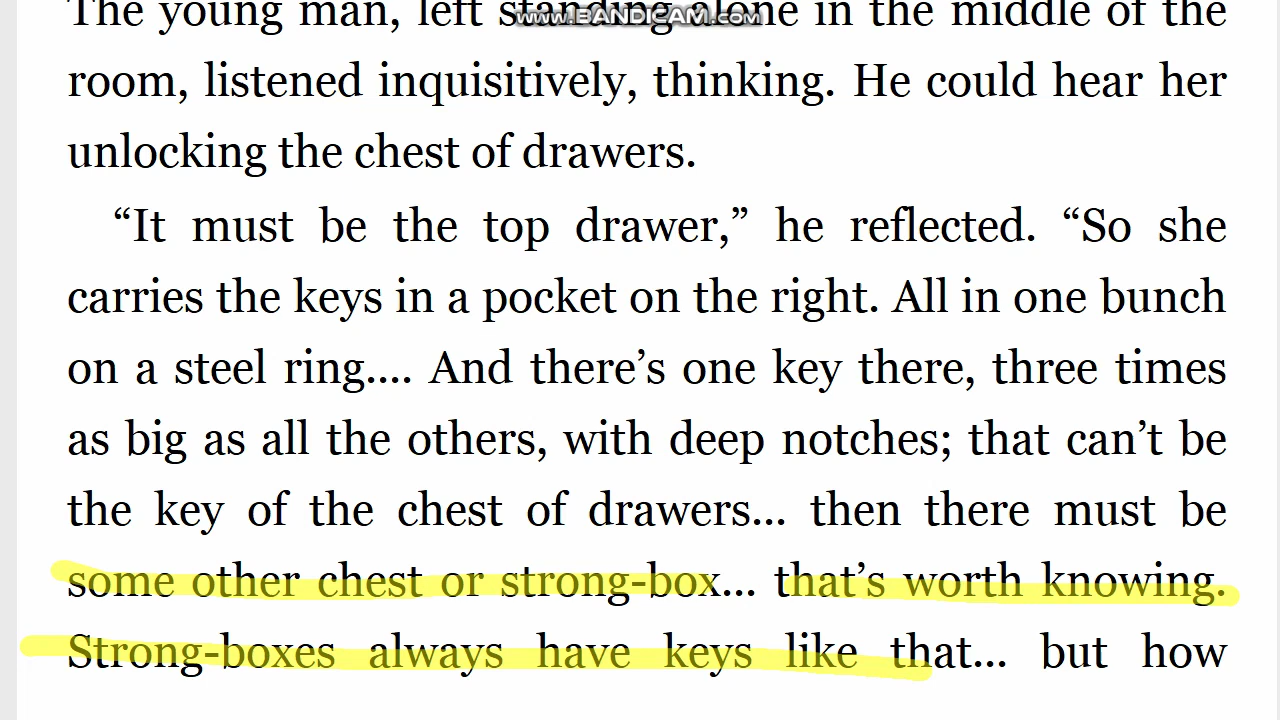 The young man, left standing alone in the middle of the
www.BANDICAM.com
room, listened inquisitively, thinking. He could hear her
unlocking the chest of drawers.
“It must be the top drawer,” he reflected. “So she
carries the keys in a pocket on the right. All in one bunch
on a steel ring.... And there’s one key there, three times
as big as all the others, with deep notches; that can’t be
the key of the chest of drawers... then there must be
some other chest or strong-box... that’s worth knowing.
Strong-boxes always have keys like that... but how